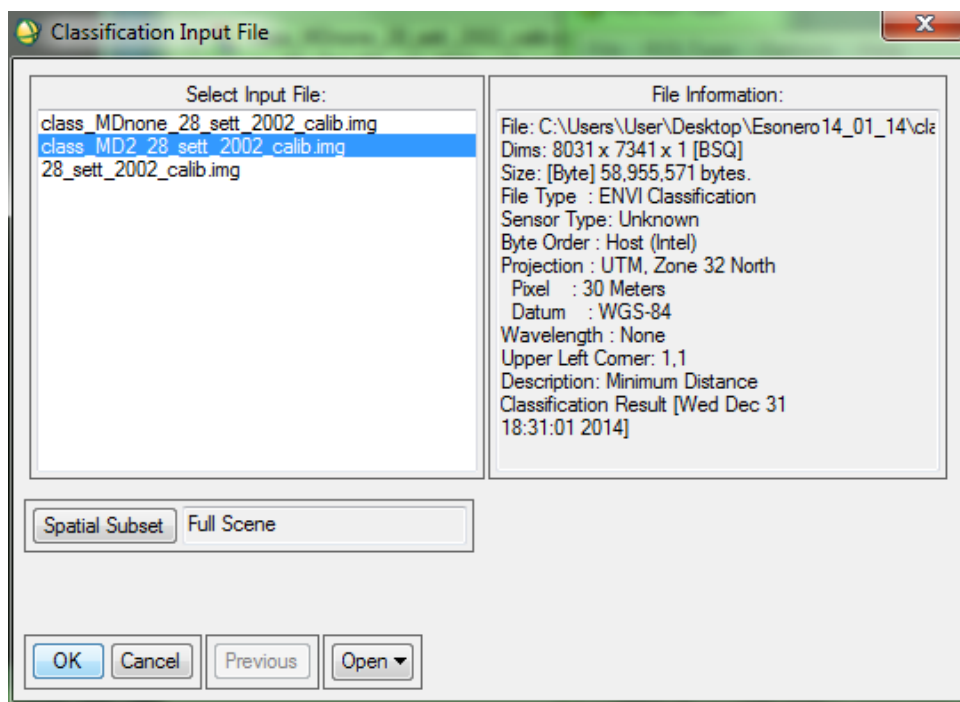 Classification Input File
Select Input File:
class_MDnone_28_sett_2002_calib.img
class_MD2_28_sett_2002_calib.img
28_sett_2002_calib.img
File Information:
File: C:\Users\User\Desktop\Esonero14_01_14\cla
Dims: 8031 x 7341 x 1 [BSQ]
Size: [Byte] 58,955,571 bytes.
File Type : ENVI Classification
Sensor Type: Unknown
Byte Order : Host (Intel)
Projection : UTM, Zone 32 North
Pixel : 30 Meters
Datum : WGS-84
Wavelength : None
Upper Left Corner: 1,1
Description: Minimum Distance
Classification Result [Wed Dec 31
18:31:01 2014]
Spatial Subset Full Scene
OK Cancel Previous Open